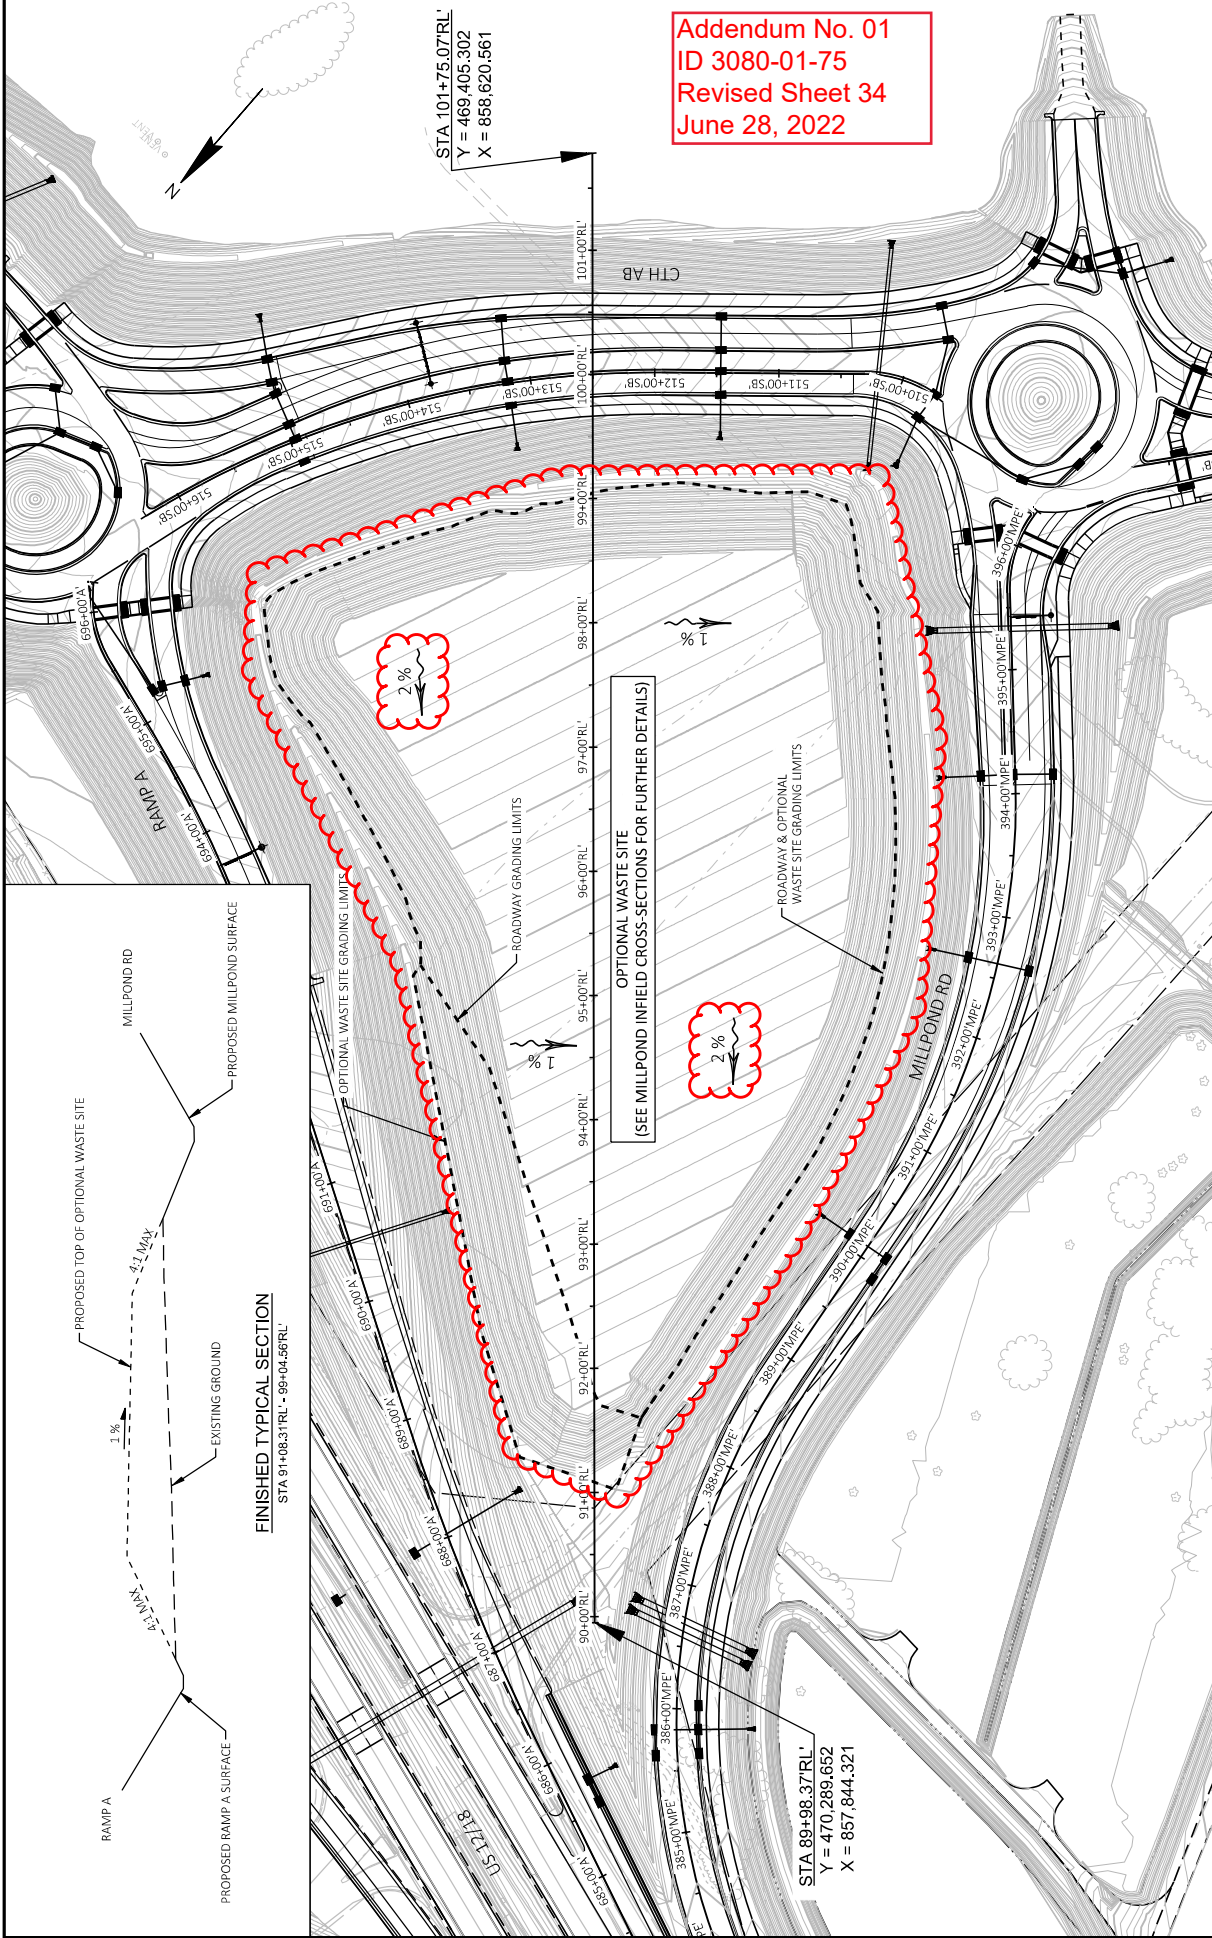 Addendum No. 01
ID 3080-01-75
Revised Sheet 34
June 28, 2022
STA 101+75.07'RL'
Y = 469,405.302
X = 858,620.561
VENT
N
CTH AB
101+00'RL'
100+00'RL'
99+00'RL'
98+00'RL'
97+00'RL'
96+00'RL'
95+00'RL'
94+00'RL'
93+00'RL'
92+00'RL'
91+00'RL'
90+00'RL'
516+00'SB'
515+00'SB'
514+00'SB'
513+00'SB'
512+00'SB'
511+00'SB'
510+00'SB'
696+00'A'
695+00'A'
694+00'A'
691+00'A'
690+00'A'
689+00'A'
688+00'A'
687+00'A'
686+00'A'
685+00'A'
RAMP A
US 12/18
396+00'MPE'
395+00'MPE'
394+00'MPE'
393+00'MPE'
392+00'MPE'
391+00'MPE'
390+00'MPE'
389+00'MPE'
388+00'MPE'
387+00'MPE'
386+00'MPE'
385+00'MPE'
MILLPOND RD
2 %
1 %
1 %
2 %
OPTIONAL WASTE SITE
(SEE MILLPOND INFIELD CROSS-SECTIONS FOR FURTHER DETAILS)
ROADWAY GRADING LIMITS
OPTIONAL WASTE SITE GRADING LIMITS
ROADWAY & OPTIONAL
WASTE SITE GRADING LIMITS
STA 89+98.37'RL'
Y = 470,289.652
X = 857,844.321
RAMP A
PROPOSED RAMP A SURFACE
4:1 MAX
1 %
PROPOSED TOP OF OPTIONAL WASTE SITE
EXISTING GROUND
4:1 MAX
MILLPOND RD
PROPOSED MILLPOND SURFACE
FINISHED TYPICAL SECTION
STA 91+08.31'RL' - 99+04.56'RL'